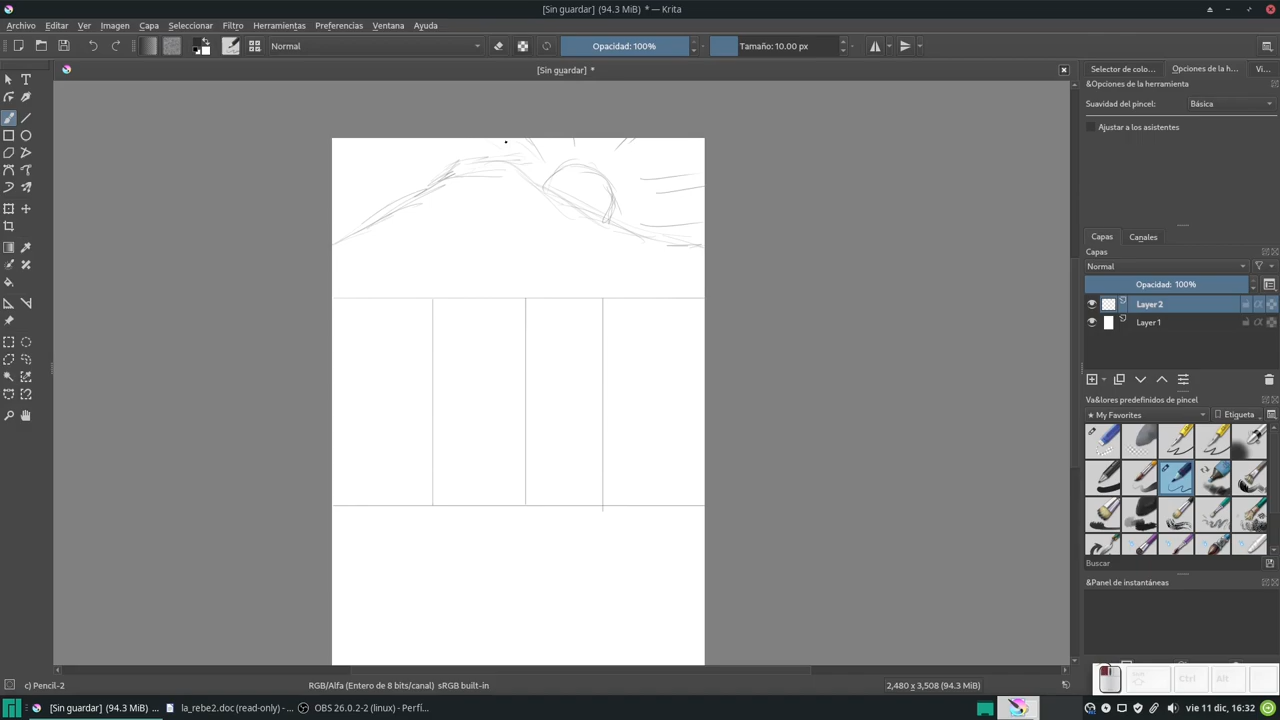 [Sin guardar] (94.3 MiB) * — Krita
Archivo Editar Ver Imagen Capa Seleccionar Filtro Herramientas Preferencias Ventana Ayuda
Normal Opacidad: 100% Tamaño: 10.00 px
[Sin guardar] *
Selector de colo... Opciones de la h... Vi...
&Opciones de la herramienta
Suavidad del pincel: Básica
Ajustar a los asistentes
Capas Canales
Capas
Normal
Opacidad: 100%
Layer 2
Layer 1
Va&lores predefinidos de pincel
★ My Favorites Etiqueta
Buscar
&Panel de instantáneas
Ctrl Alt
c) Pencil-2 RGB/Alfa (Entero de 8 bits/canal) sRGB built-in 2,480 x 3,508 (94.3 MiB)
[Sin guardar] (94.3 MiB) * ... la_rebe2.doc (read-only) - ... OBS 26.0.2-2 (linux) - Perfí... vie 11 dic, 16:32